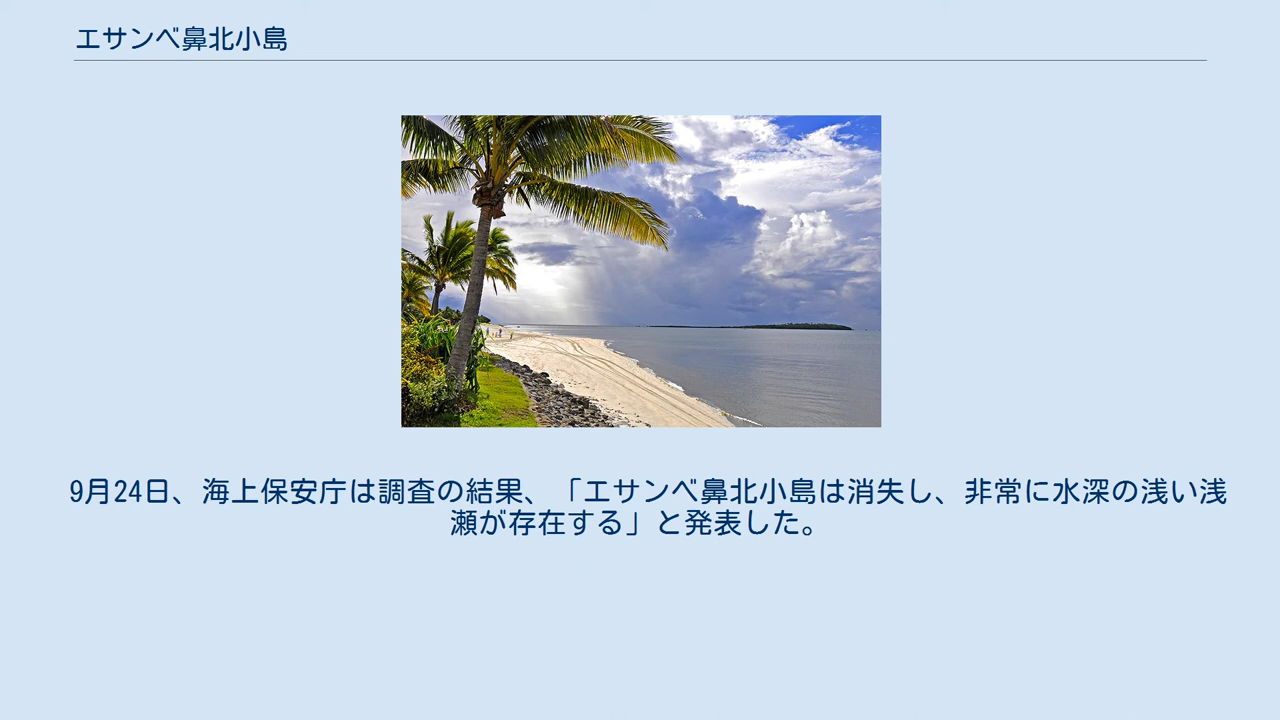 エサンベ鼻北小島
9月24日、海上保安庁は調査の結果、「エサンベ鼻北小島は消失し、非常に水深の浅い浅
瀬が存在する」と発表した。